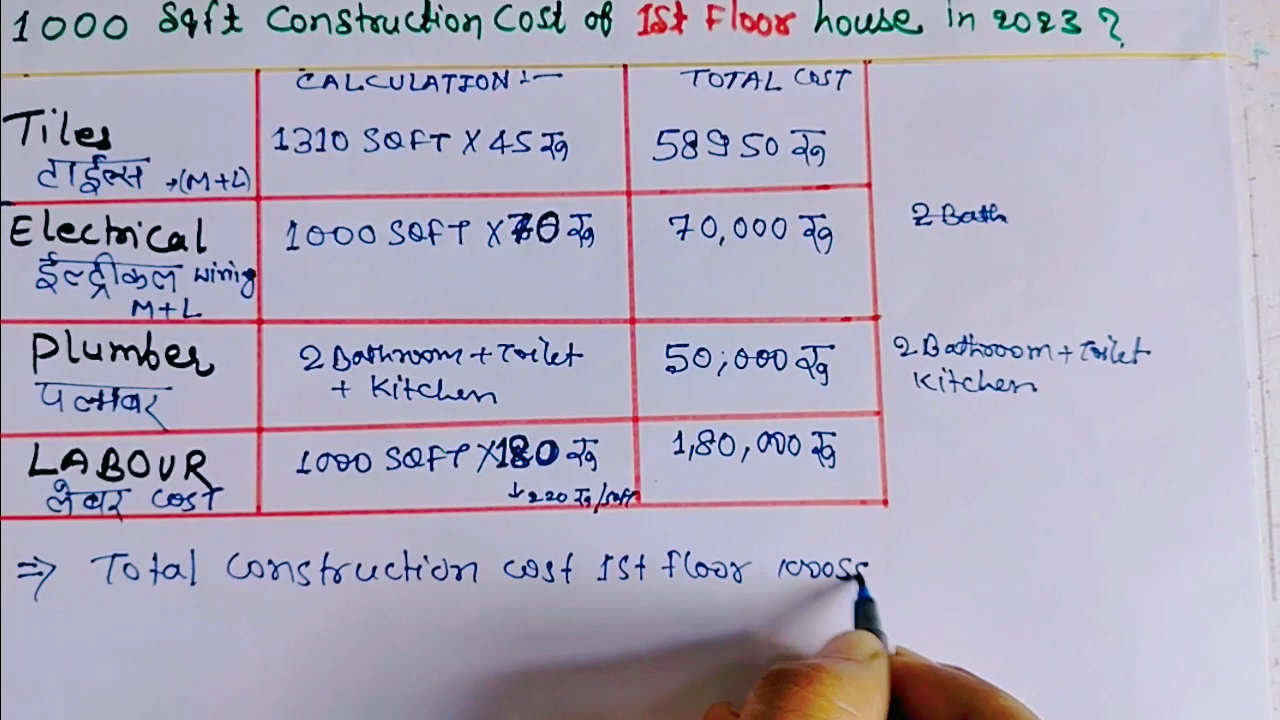 1000 Sqft Construction Cost of 1st Floor house in 2023 ?
CALCULATION :- TOTAL COST
Tiles 1310 SQFT X 45 रु 58950 रु
टाईल्स → (M+L)
Electrical 1000 SQFT X 70 रु 70,000 रु 2 Bath
ईल्ट्रीकल wiring
M+L
Plumber 2 Bathroom + Toilet 50,000 रु 2 Bathroom + Toilet
पलम्बर + Kitchen Kitchen
LABOUR 1000 SQFT X 180 रु 1,80,000 रु
लेबर COST ↓ 220 रु/sqft
⇒ Total Construction cost 1st floor 1000S